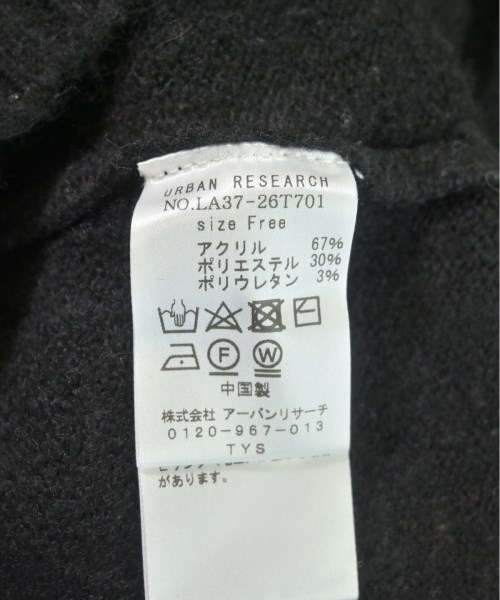 URBAN RESEARCH
NO.LA37-26T701
size Free
アクリル 67%
ポリエステル 30%
ポリウレタン 3%
F W
中国製
株式会社 アーバンリサーチ
0120-967-013
TYS
があります。